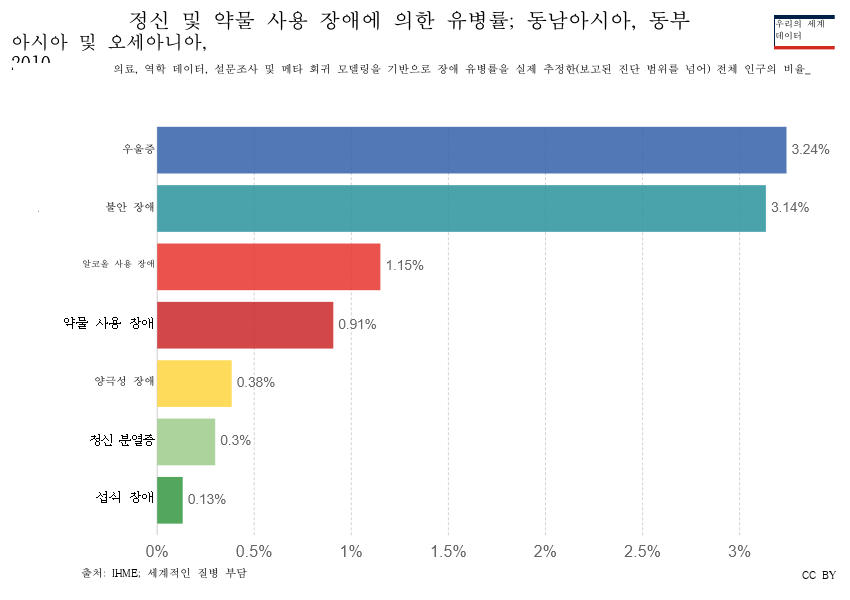 정신 및 약물 사용 장애에 의한 유병률; 동남아시아, 동부
아시아 및 오세아니아,
2010
우리의 세계
데이터
의료, 역학 데이터, 설문조사 및 메타 회귀 모델링을 기반으로 장애 유병률을 실제 추정한(보고된 진단 범위를 넘어) 전체 인구의 비율_
우울증
3.24%
불안 장애
3.14%
알코올 사용 장애
1.15%
약물 사용 장애
0.91%
양극성 장애
0.38%
정신 분열증
0.3%
섭식 장애
0.13%
0% 0.5% 1% 1.5% 2% 2.5% 3%
출처: IHME; 세계적인 질병 부담
CC BY